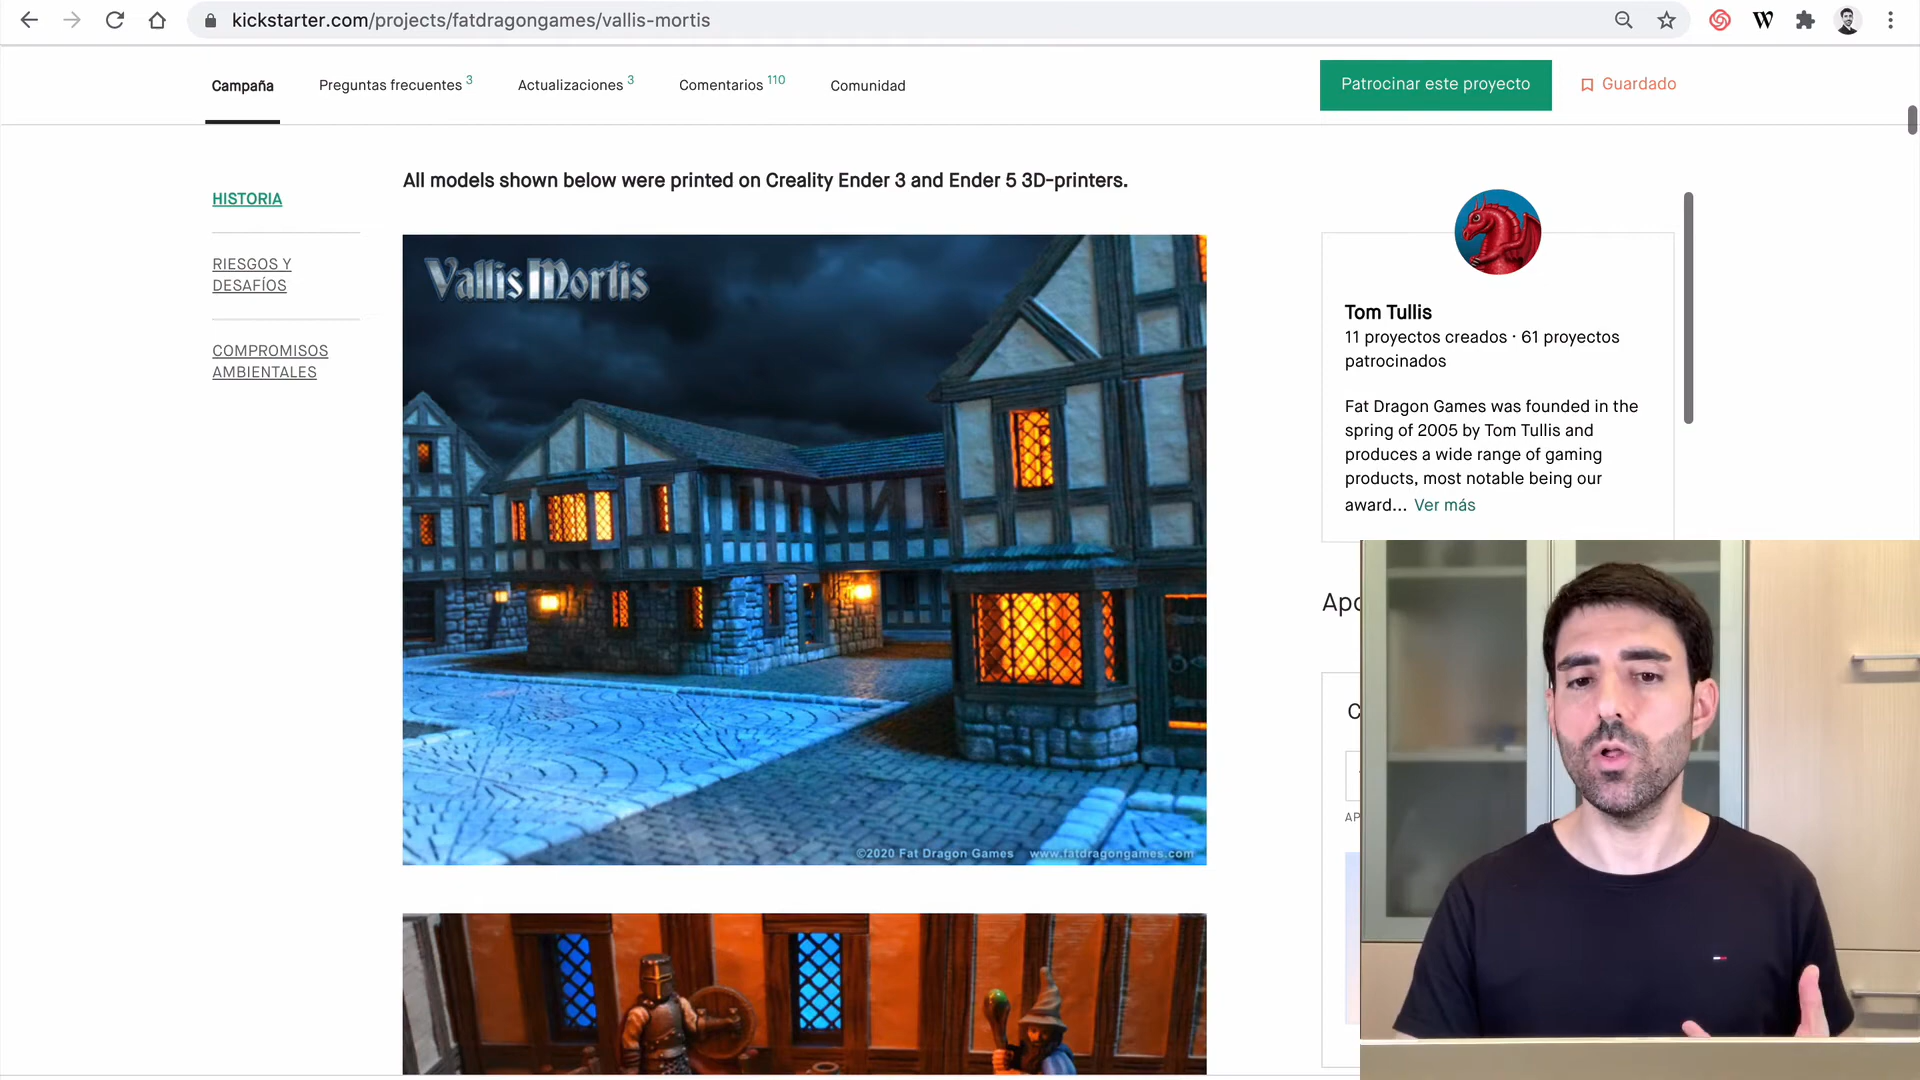 kickstarter.com/projects/fatdragongames/vallis-mortis
Campaña
Preguntas frecuentes 3
Actualizaciones 3
Comentarios 110
Comunidad
Patrocinar este proyecto
Guardado
HISTORIA
RIESGOS Y
DESAFÍOS
COMPROMISOS
AMBIENTALES
All models shown below were printed on Creality Ender 3 and Ender 5 3D-printers.
Vallis Mortis
©2020 Fat Dragon Games www.fatdragongames.com
Tom Tullis
11 proyectos creados · 61 proyectos
patrocinados
Fat Dragon Games was founded in the
spring of 2005 by Tom Tullis and
produces a wide range of gaming
products, most notable being our
award... Ver más